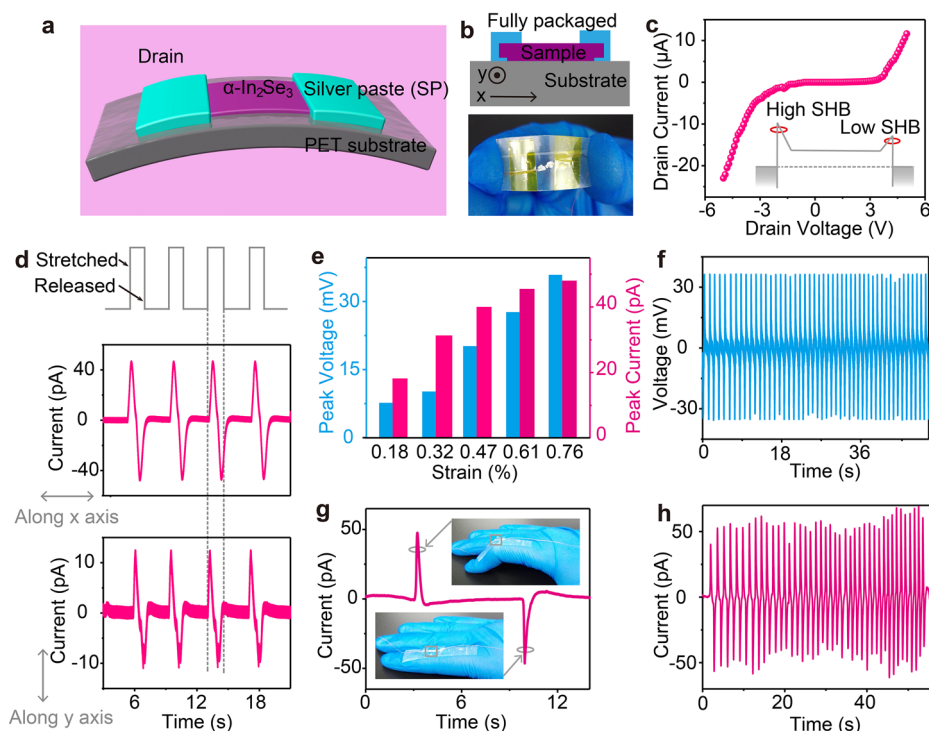 a
Drain
α-In2Se3
Silver paste (SP)
PET substrate
b
Fully packaged
Sample
y
x
Substrate
c
Drain Current (μA)
10
0
-10
-20
High SHB
Low SHB
-6
-3
0
3
6
Drain Voltage (V)
d
Stretched
Released
Current (pA)
40
0
-40
Along x axis
Current (pA)
10
0
-10
Along y axis
6
12
18
Time (s)
e
Peak Voltage (mV)
30
15
0
Peak Current (pA)
40
20
0
0.18
0.32
0.47
0.61
0.76
Strain (%)
f
Voltage (mV)
30
0
-30
0
18
36
Time (s)
g
Current (pA)
50
0
-50
0
6
12
Time (s)
h
Current (pA)
50
0
-50
0
20
40
Time (s)